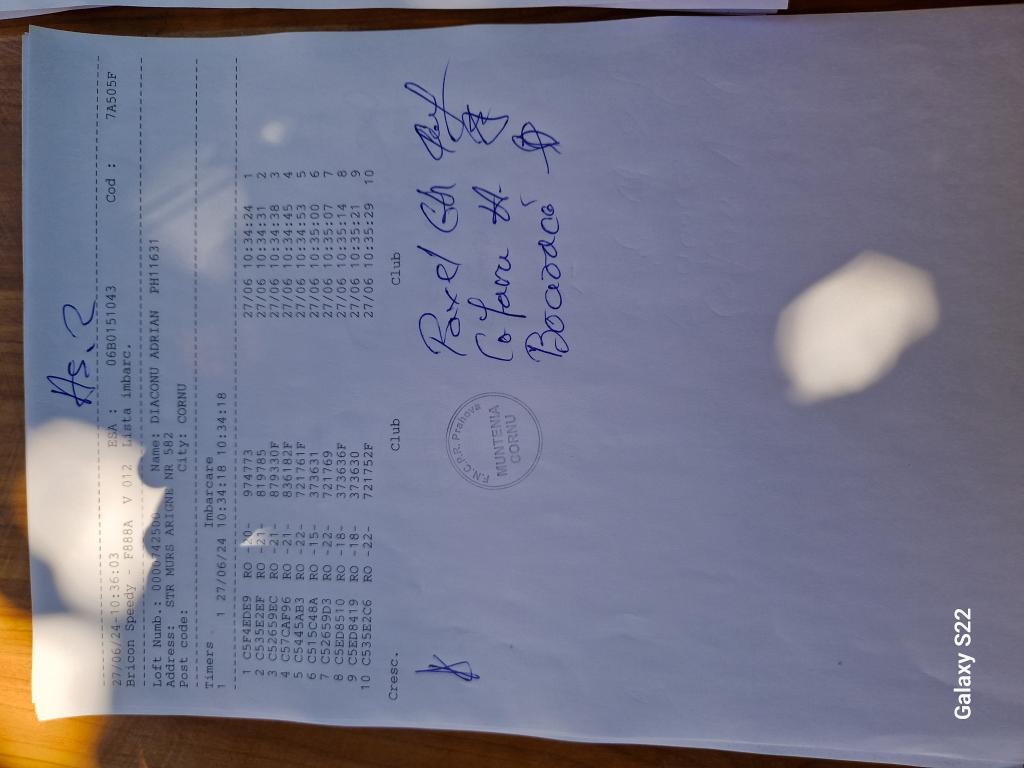 As. 2
27/06/24-10:36:03 ESA : 06B0151043 Cod : 7A505F
Bricon Speedy - F888A V 012 Lista imbarc.
Loft Numb.: 0000742500 Name: DIACONU ADRIAN PH11631
Address: STR MURS ARIGNE NR 582
Post code: City: CORNU
Timers Imbarcare
1 1 27/06/24 10:34:18 10:34:18
1 C5F4EDE9 RO 974773 27/06 10:34:24 1
2 C535E2EF RO -21 819785 27/06 10:34:31 2
3 C52659EC RO -21- 879330F 27/06 10:34:38 3
4 C57CAF96 RO -21- 836182F 27/06 10:34:45 4
5 C5445AB3 RO -22- 721761F 27/06 10:34:53 5
6 C515C48A RO -15- 373631 27/06 10:35:00 6
7 C52659D3 RO -22- 721769 27/06 10:35:07 7
8 C5ED8510 RO -18- 373636F 27/06 10:35:14 8
9 C5ED8419 RO -18- 373630 27/06 10:35:21 9
10 C535E2C6 RO -22- 721752F 27/06 10:35:29 10
Cresc. Club Club
F.N.C.P.R. Prahova
MUNTENIA
CORNU